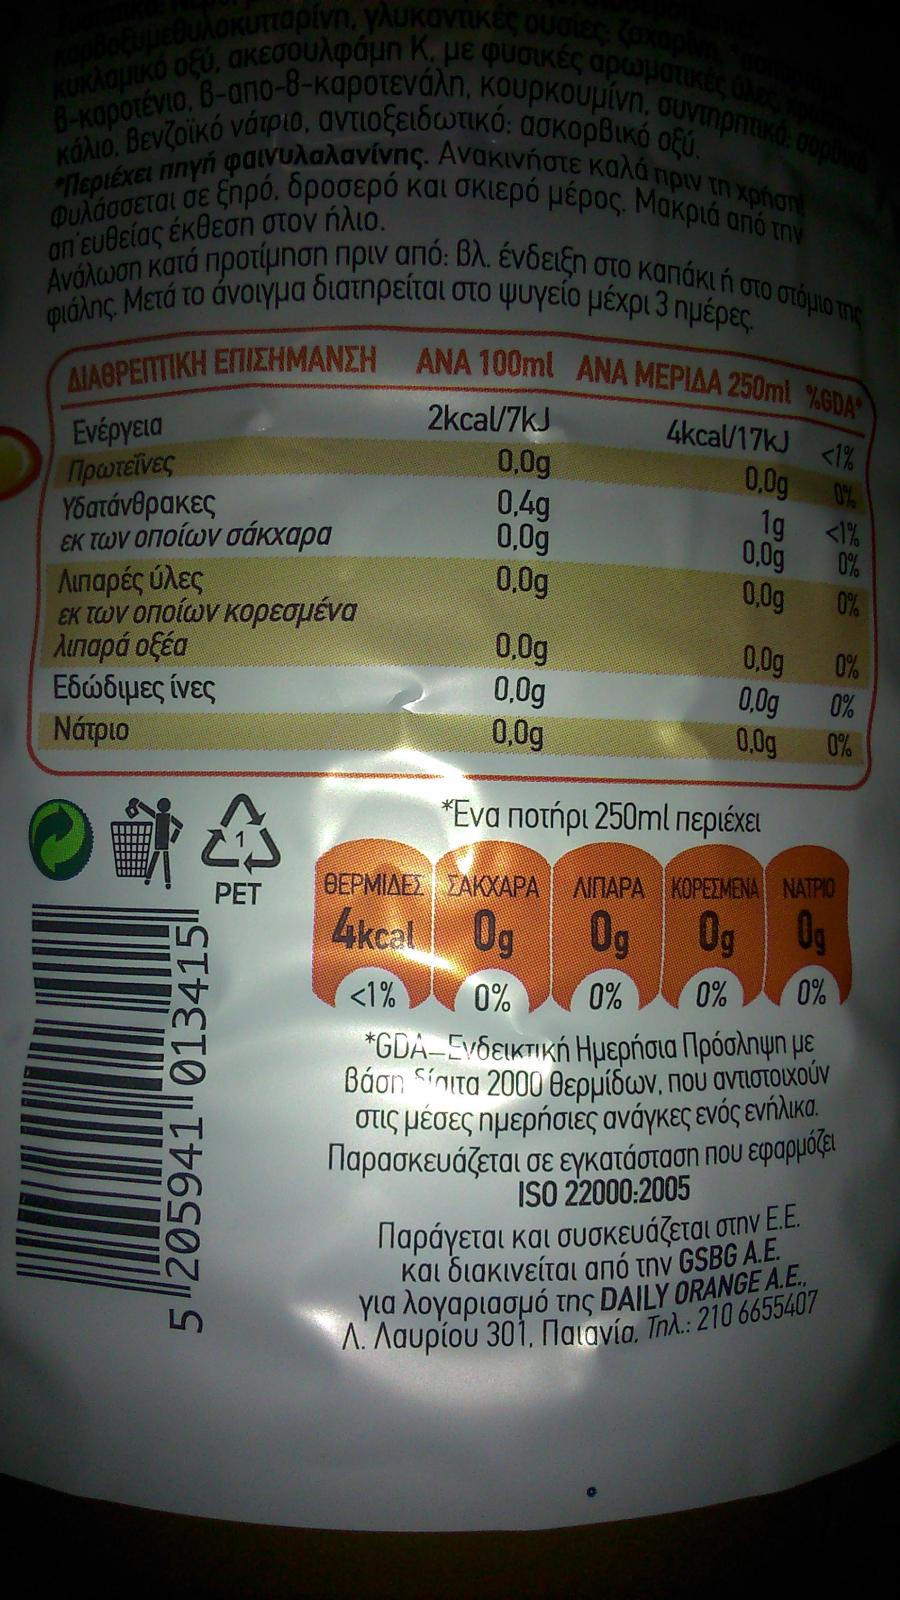 καρβοξυμεθυλοκυτταρίνη, γλυκαντικές ουσίες: ζαχαρίνη,
κυκλαμικό οξύ, ακεσουλφάμη Κ, με φυσικές αρωματικές ύλες,
β-καροτένιο, β-απο-8-καροτενάλη, κουρκουμίνη, συντηρητικά: σορβικό
κάλιο, βενζοϊκό νάτριο, αντιοξειδωτικό: ασκορβικό οξύ.
*Περιέχει πηγή φαινυλαλανίνης. Ανακινήστε καλά πριν τη χρήση!
Φυλάσσεται σε ξηρό, δροσερό και σκιερό μέρος. Μακριά από την
απ'ευθείας έκθεση στον ήλιο.
Ανάλωση κατά προτίμηση πριν από: βλ. ένδειξη στο καπάκι ή στο στόμιο της
φιάλης. Μετά το άνοιγμα διατηρείται στο ψυγείο μέχρι 3 ημέρες.
ΔΙΑΘΡΕΠΤΙΚΗ ΕΠΙΣΗΜΑΝΣΗ ΑΝΑ 100ml ΑΝΑ ΜΕΡΙΔΑ 250ml %GDA*
Ενέργεια 2kcal/7kJ 4kcal/17kJ <1%
Πρωτεΐνες 0,0g 0,0g 0%
Υδατάνθρακες 0,4g 1g <1%
εκ των οποίων σάκχαρα 0,0g 0,0g 0%
Λιπαρές ύλες 0,0g 0,0g 0%
εκ των οποίων κορεσμένα
λιπαρά οξέα 0,0g 0,0g 0%
Εδώδιμες ίνες 0,0g 0,0g 0%
Νάτριο 0,0g 0,0g 0%
*Ένα ποτήρι 250ml περιέχει
1
PET
ΘΕΡΜΙΔΕΣ ΣΑΚΧΑΡΑ ΛΙΠΑΡΑ ΚΟΡΕΣΜΕΝΑ ΝΑΤΡΙΟ
4kcal 0g 0g 0g 0g
<1% 0% 0% 0% 0%
*GDA–Ενδεικτική Ημερήσια Πρόσληψη με
βάση δίαιτα 2000 θερμίδων, που αντιστοιχούν
στις μέσες ημερήσιες ανάγκες ενός ενήλικα.
Παρασκευάζεται σε εγκατάσταση που εφαρμόζει
ISO 22000:2005
Παράγεται και συσκευάζεται στην Ε.Ε.
και διακινείται από την GSBG A.E.
για λογαριασμό της DAILY ORANGE A.E.,
Λ. Λαυρίου 301, Παιανία. Τηλ.: 210 6655407
5 205941 013415